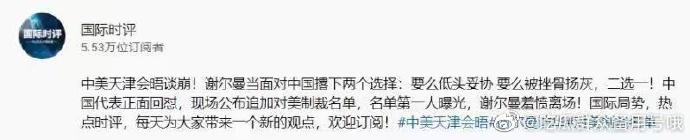 国际时评
5.53万位订阅者
中美天津会晤谈崩！谢尔曼当面对中国撂下两个选择：要么低头妥协 要么被挫骨扬灰，二选一！中
国代表正面回怼，现场公布追加对美制裁名单，名单第一人曝光，谢尔曼羞惊离场！国际局势，热
点时评，每天为大家带来一个新的观点，欢迎订阅！#中美天津会晤